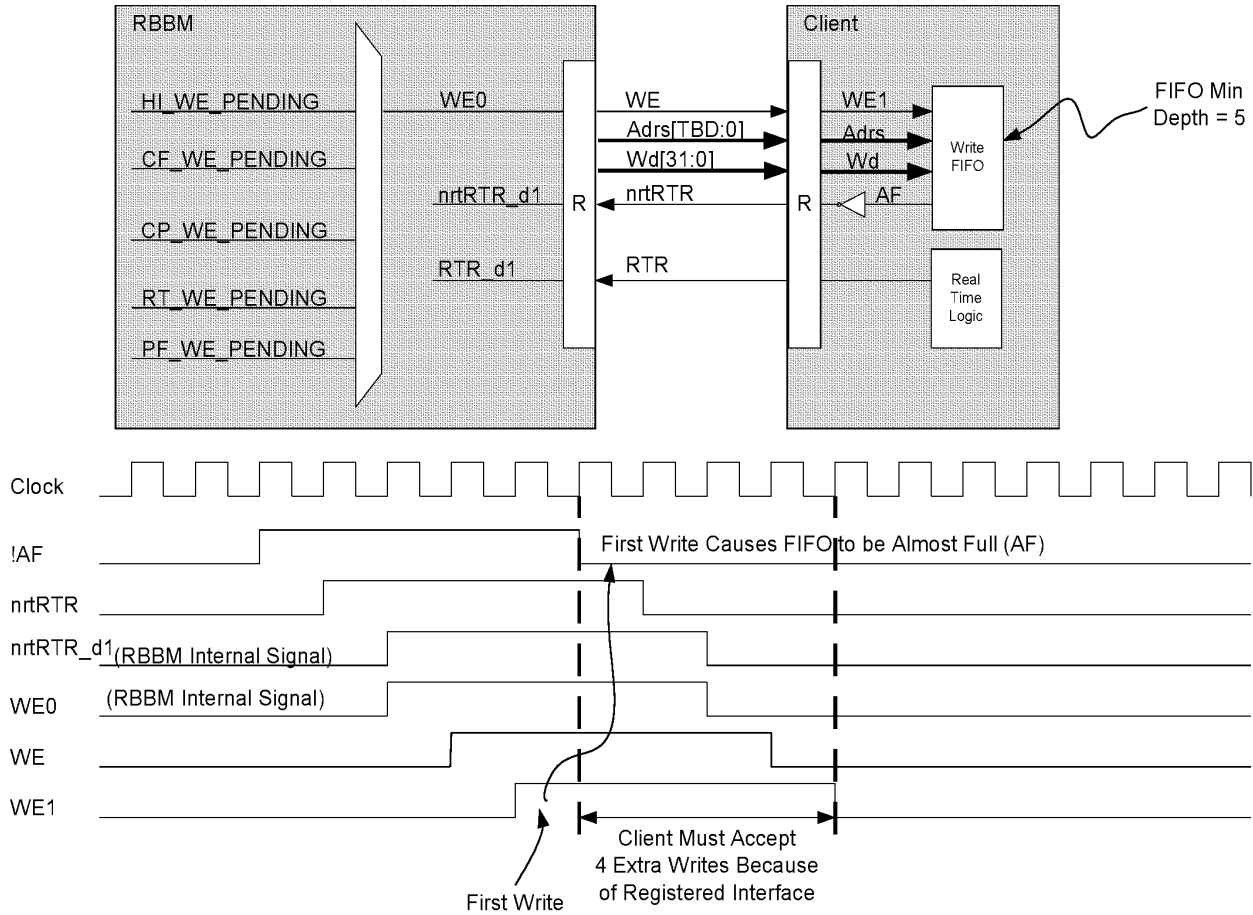 RBBM
Client
HI_WE_PENDING
WE0
WE
WE1
FIFO Min
Depth = 5
Adrs[TBD:0]
Adrs
Write
FIFO
CF_WE_PENDING
Wd[31:0]
Wd
nrtRTR_d1
R
nrtRTR
R
AF
CP_WE_PENDING
RTR_d1
RTR
Real
Time
Logic
RT_WE_PENDING
PF_WE_PENDING
Clock
!AF
First Write Causes FIFO to be Almost Full (AF)
nrtRTR
nrtRTR_d1
(RBBM Internal Signal)
WE0
(RBBM Internal Signal)
WE
WE1
Client Must Accept
4 Extra Writes Because
of Registered Interface
First Write